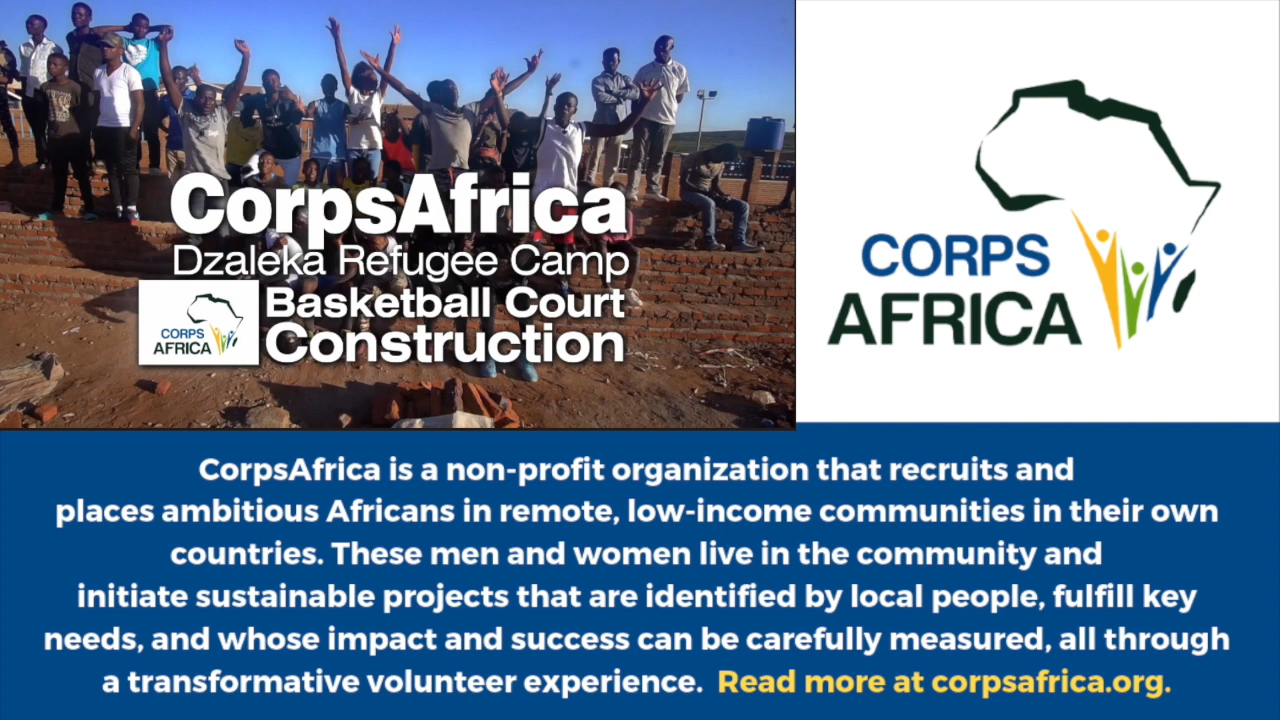 CorpsAfrica
Dzaleka Refugee Camp
Basketball Court
Construction
CORPS
AFRICA
CORPS
AFRICA
CorpsAfrica is a non-profit organization that recruits and
places ambitious Africans in remote, low-income communities in their own
countries. These men and women live in the community and
initiate sustainable projects that are identified by local people, fulfill key
needs, and whose impact and success can be carefully measured, all through
a transformative volunteer experience. Read more at corpsafrica.org.